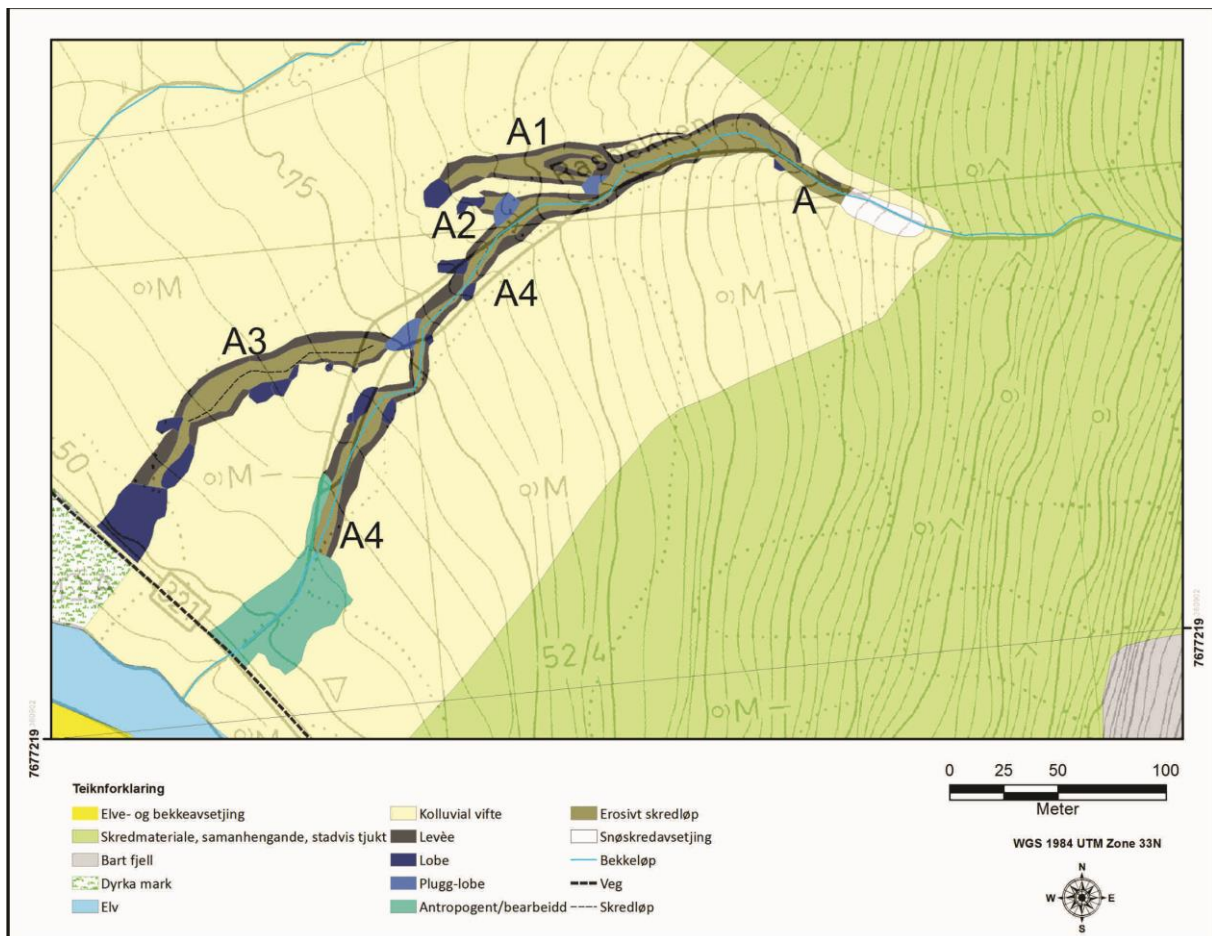 A1
Rasbekken
75
A
A2
A4
A3
50
A4
321
52/4
7677219
7677219
Teiknforklaring
Elve- og bekkeavsetjing
Skredmateriale, samanhengande, stadvis tjukt
Bart fjell
Dyrka mark
Elv
Kolluvial vifte
Levèe
Lobe
Plugg-lobe
Antropogent/bearbeidd
Erosivt skredløp
Snøskredavsetjing
Bekkeløp
Veg
Skredløp
0 25 50 100
Meter
WGS 1984 UTM Zone 33N
N
W E
S